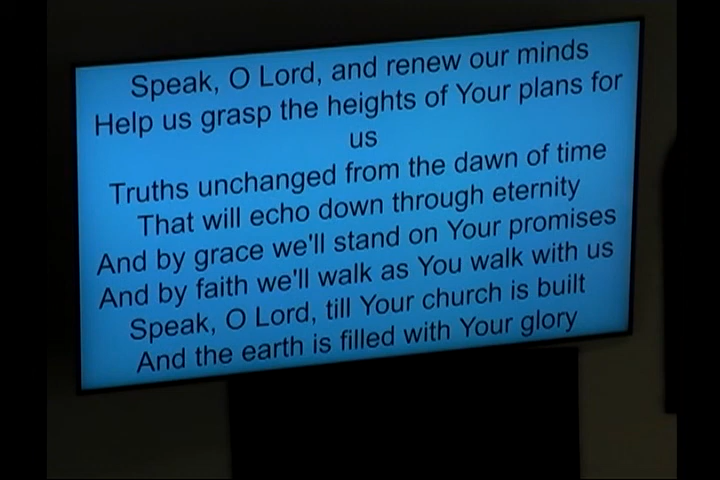 Speak, O Lord, and renew our minds
Help us grasp the heights of Your plans for
us
Truths unchanged from the dawn of time
That will echo down through eternity
And by grace we'll stand on Your promises
And by faith we'll walk as You walk with us
Speak, O Lord, till Your church is built
And the earth is filled with Your glory